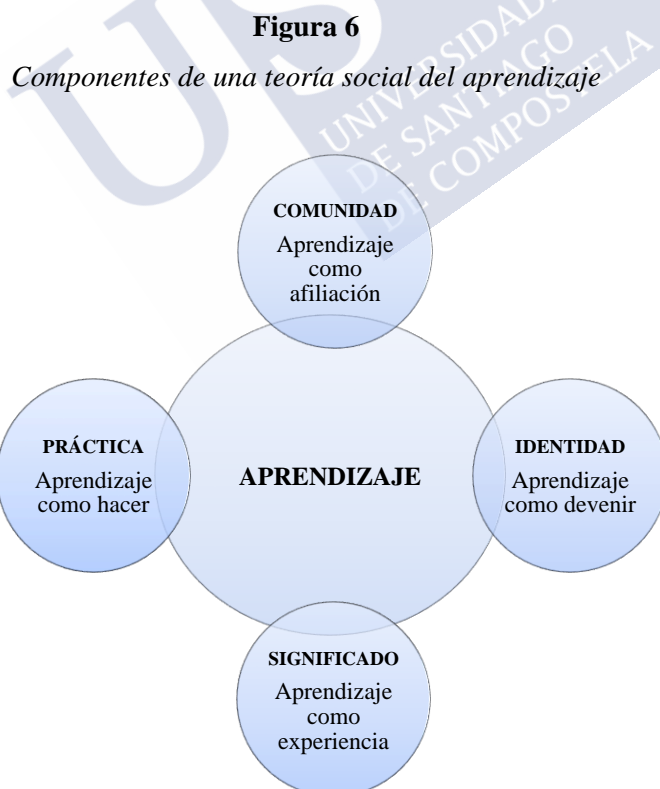 Figura 6
Componentes de una teoría social del aprendizaje
UNIVERSIDADE
DE SANTIAGO
DE COMPOSTELA
COMUNIDAD
Aprendizaje
como
afiliación
PRÁCTICA
Aprendizaje
como hacer
APRENDIZAJE
IDENTIDAD
Aprendizaje
como devenir
SIGNIFICADO
Aprendizaje
como
experiencia